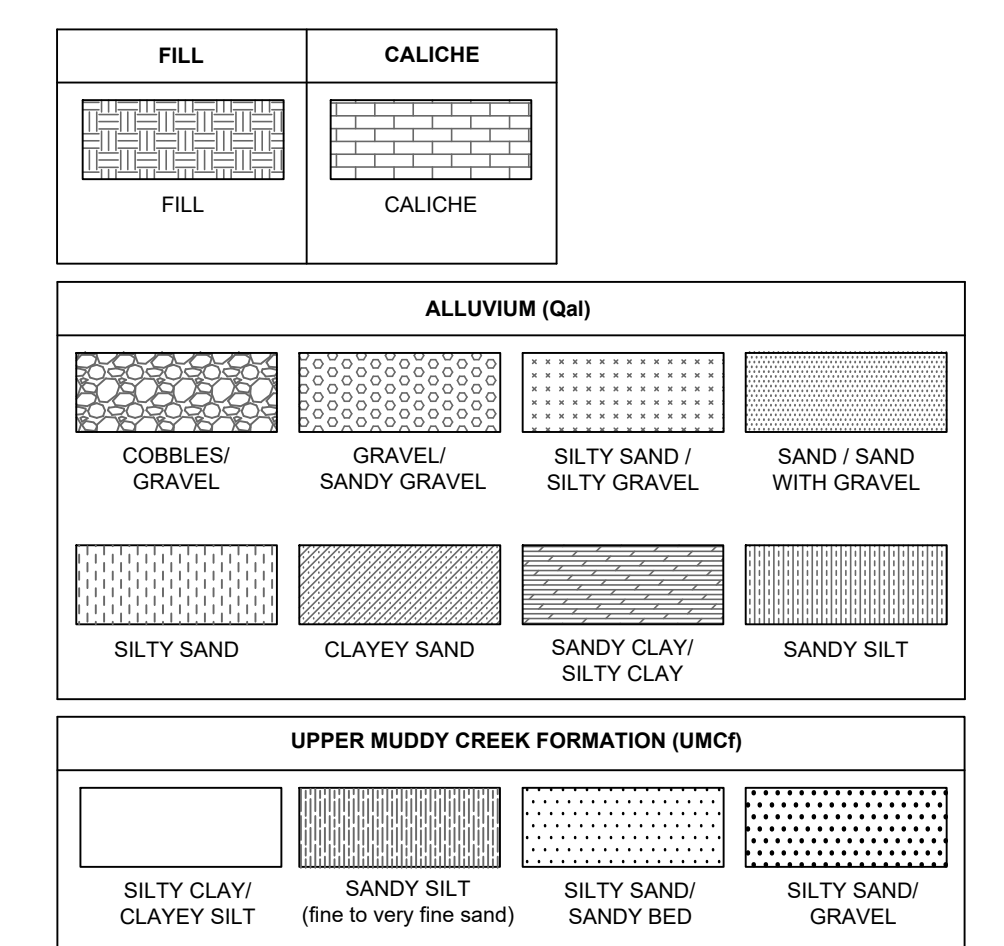 FILL
CALICHE
FILL
CALICHE
ALLUVIUM (Qal)
COBBLES/
GRAVEL
GRAVEL/
SANDY GRAVEL
SILTY SAND /
SILTY GRAVEL
SAND / SAND
WITH GRAVEL
SILTY SAND
CLAYEY SAND
SANDY CLAY/
SILTY CLAY
SANDY SILT
UPPER MUDDY CREEK FORMATION (UMCf)
SILTY CLAY/
CLAYEY SILT
SANDY SILT
(fine to very fine sand)
SILTY SAND/
SANDY BED
SILTY SAND/
GRAVEL